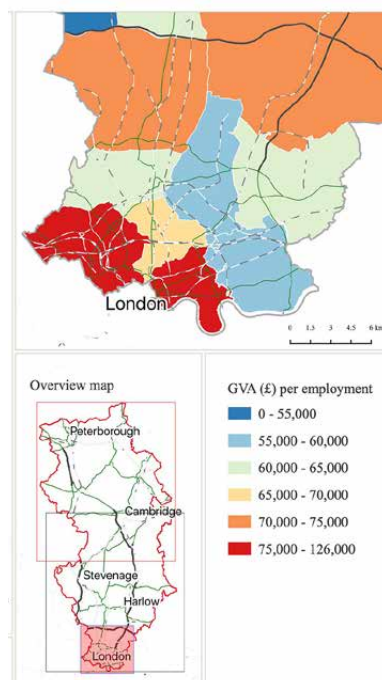 London
0 1.5 3 4.5 6 k
Overview map
Peterborough
Cambridge
Stevenage
Harlow
London
GVA (£) per employment
0 - 55,000
55,000 - 60,000
60,000 - 65,000
65,000 - 70,000
70,000 - 75,000
75,000 - 126,000